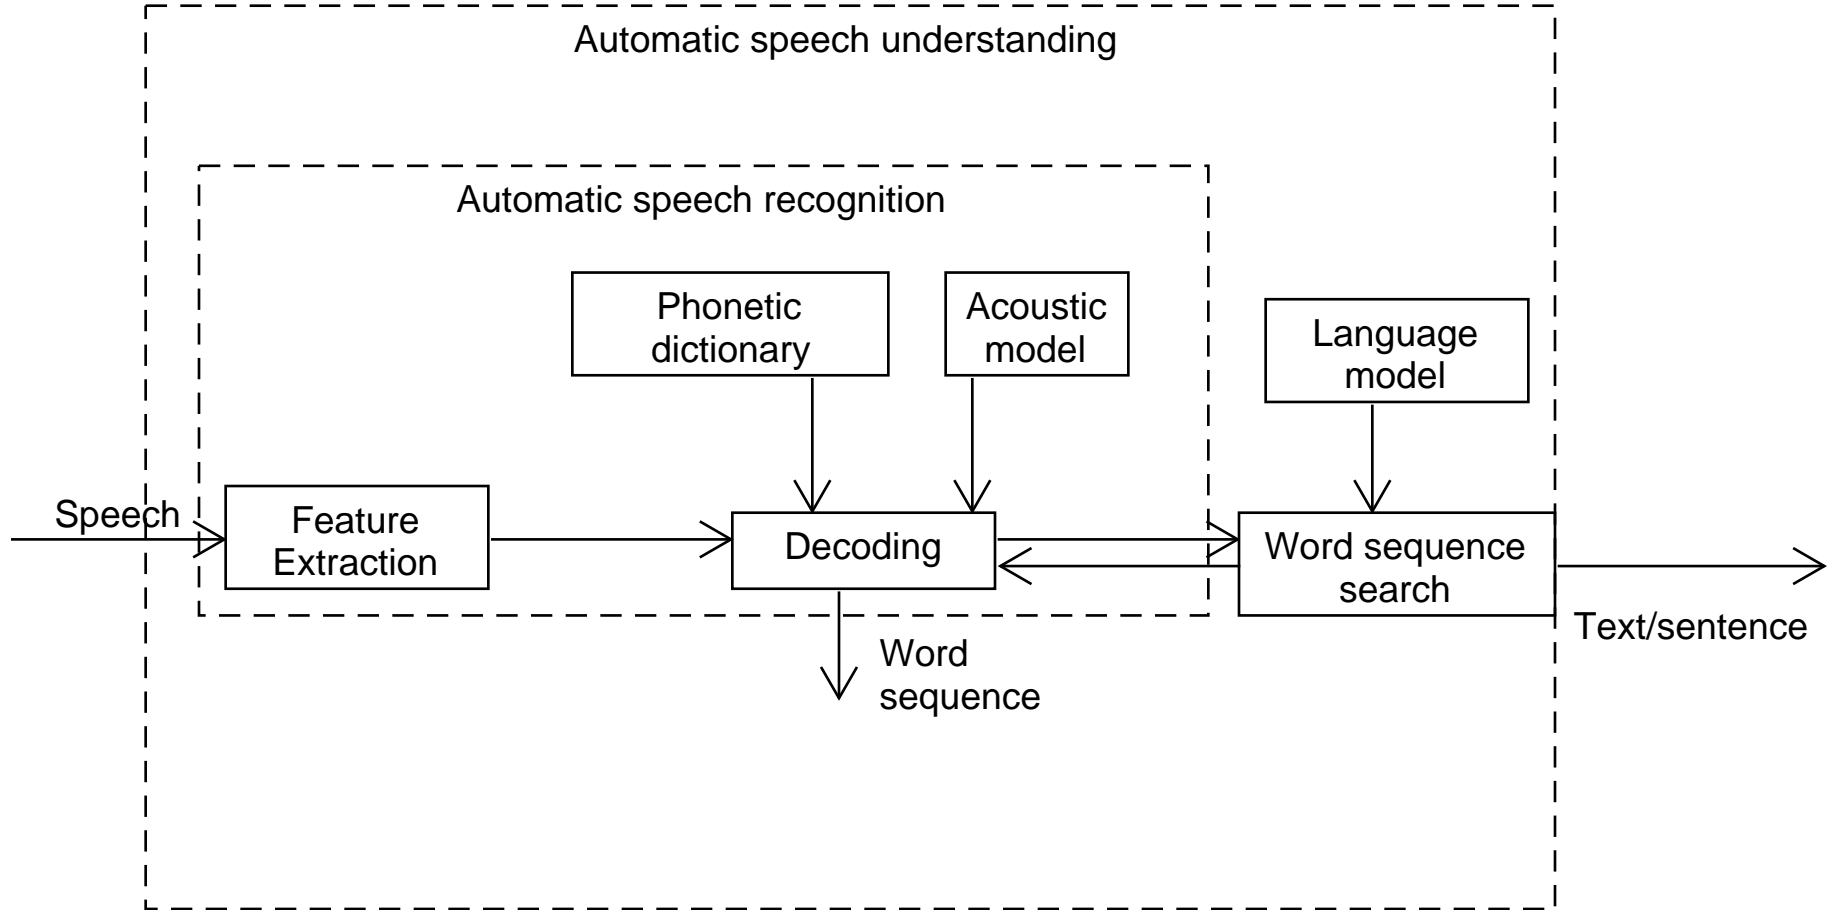 Automatic speech understanding
Automatic speech recognition
Phonetic
dictionary
Acoustic
model
Language
model
Speech
Feature
Extraction
Decoding
Word sequence
search
Text/sentence
Word
sequence